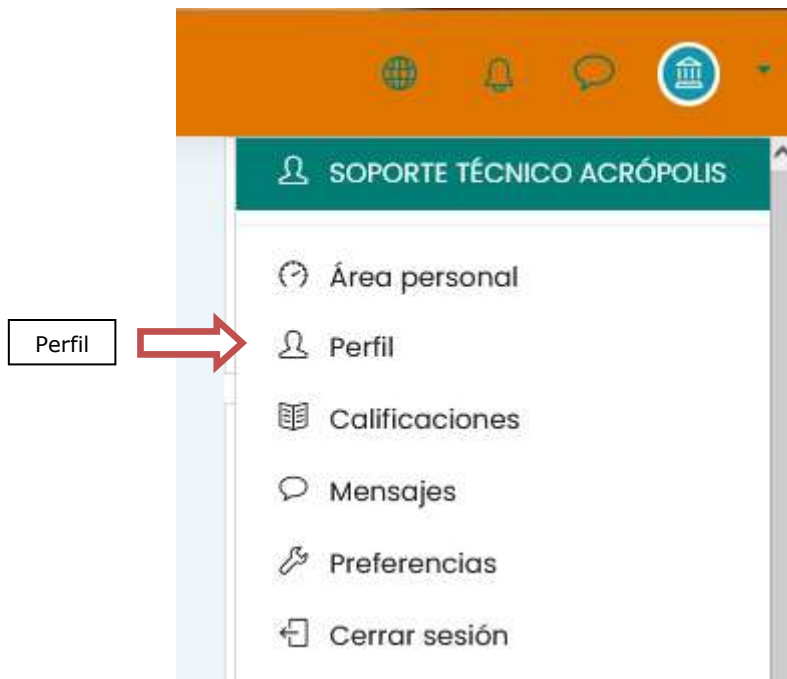 SOPORTE TÉCNICO ACRÓPOLIS
Área personal
Perfil
Perfil
Calificaciones
Mensajes
Preferencias
Cerrar sesión